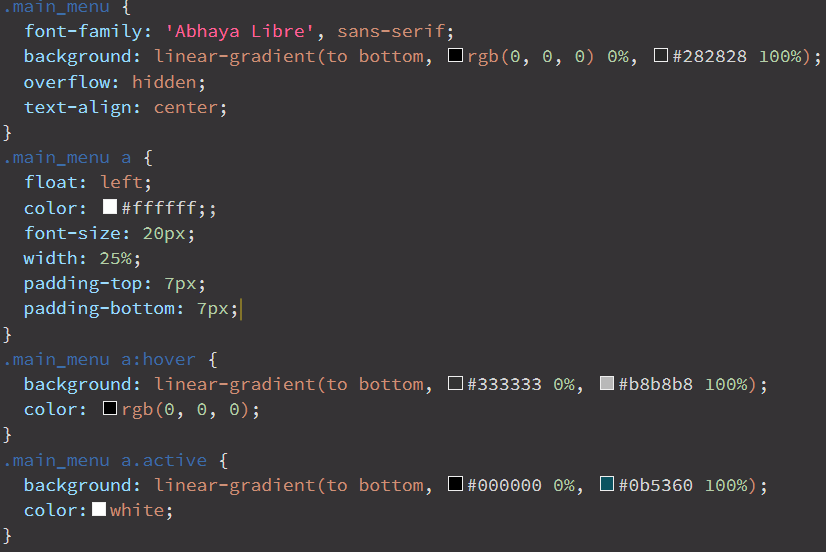 .main_menu {
  font-family: 'Abhaya Libre', sans-serif;
  background: linear-gradient(to bottom, rgb(0, 0, 0) 0%, #282828 100%);
  overflow: hidden;
  text-align: center;
}
.main_menu a {
  float: left;
  color: #ffffff;;
  font-size: 20px;
  width: 25%;
  padding-top: 7px;
  padding-bottom: 7px;
}
.main_menu a:hover {
  background: linear-gradient(to bottom, #333333 0%, #b8b8b8 100%);
  color: rgb(0, 0, 0);
}
.main_menu a.active {
  background: linear-gradient(to bottom, #000000 0%, #0b5360 100%);
  color:white;
}